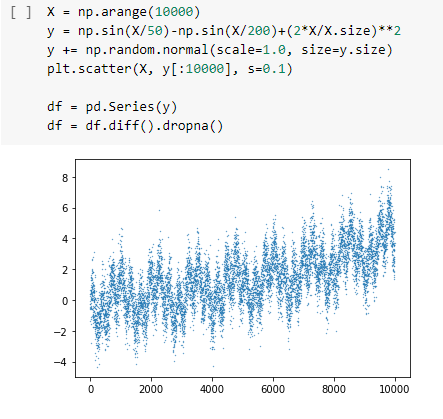 [ ] X = np.arange(10000)
y = np.sin(X/50)-np.sin(X/200)+(2*X/X.size)**2
y += np.random.normal(scale=1.0, size=y.size)
plt.scatter(X, y[:10000], s=0.1)
df = pd.Series(y)
df = df.diff().dropna()
8
6
4
2
0
−2
−4
0 2000 4000 6000 8000 10000